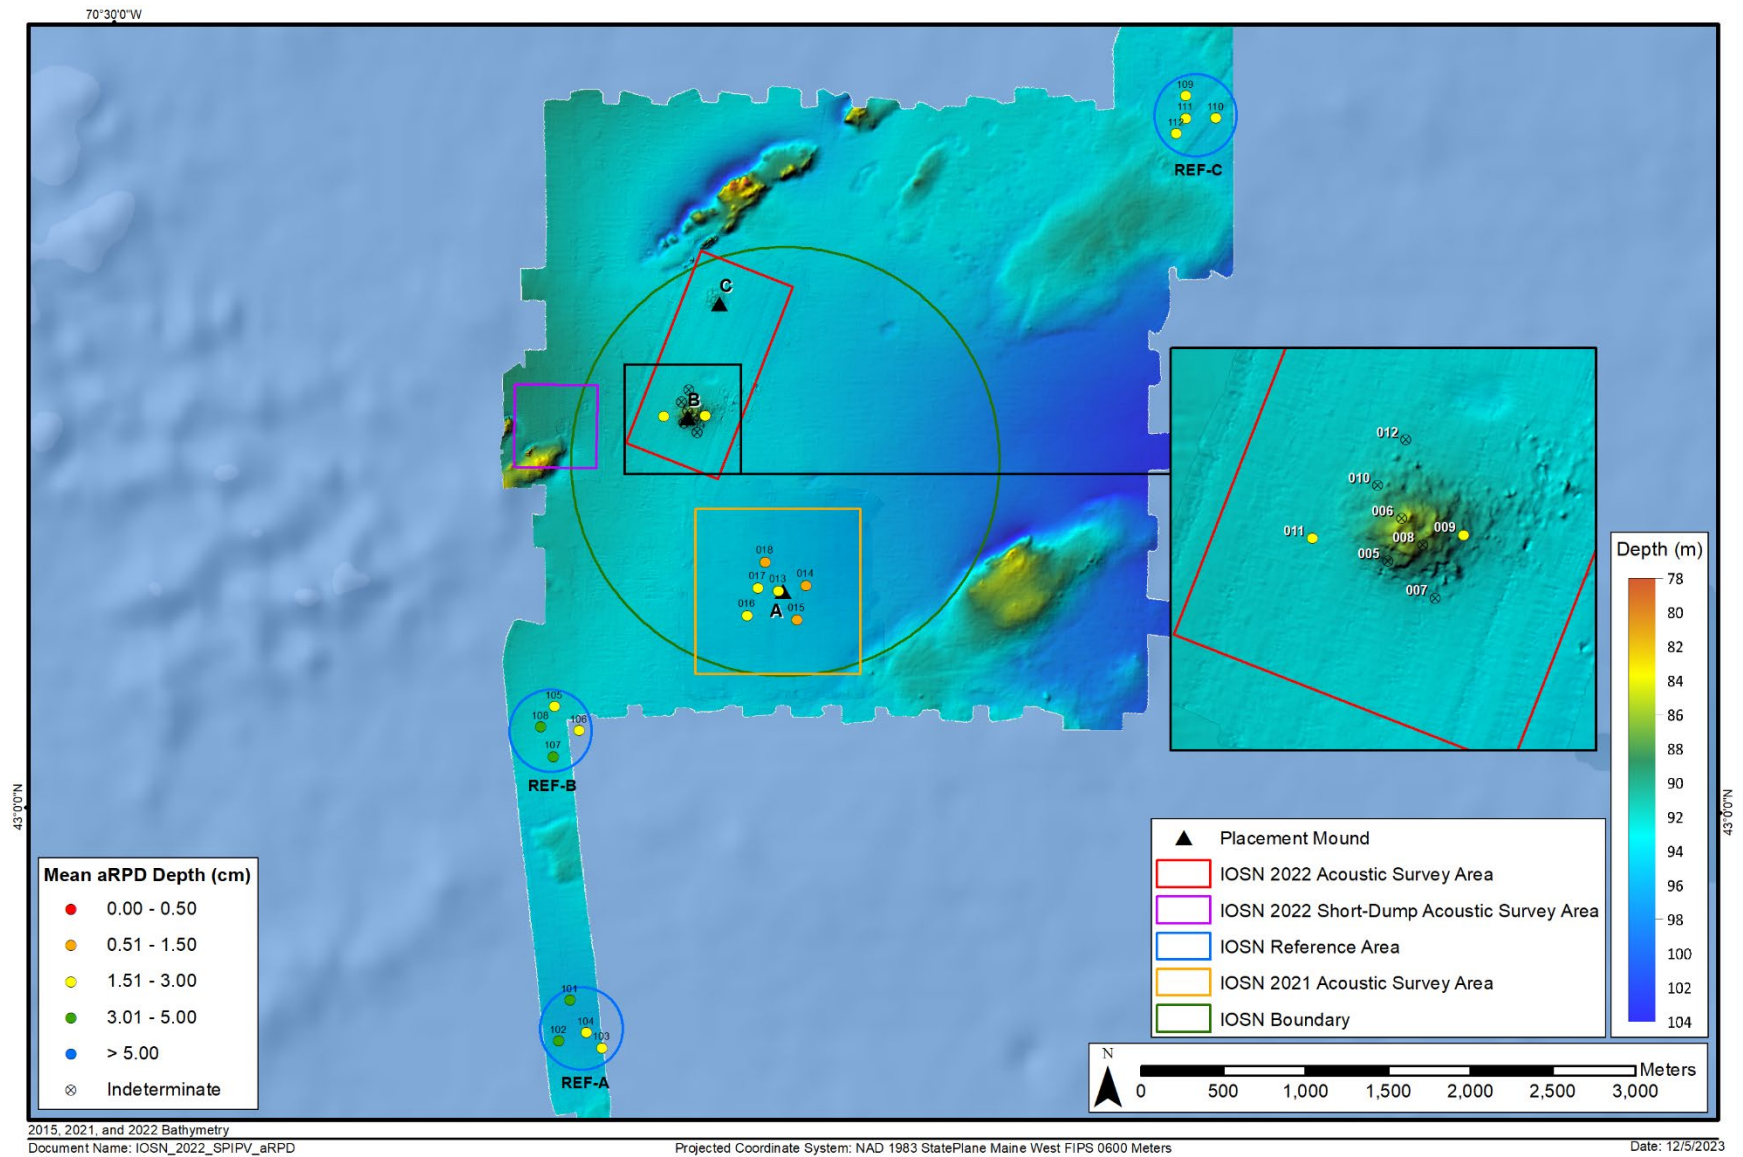 70°30'0"W
109
111
110
112
REF-C
C
B
012
010
006
009
011
008
005
007
018
017
013
014
016
015
A
105
108
106
107
REF-B
43°0'0"N
43°0'0"N
101
104
102
103
REF-A
Depth (m)
78
80
82
84
86
88
90
92
94
96
98
100
102
104
Placement Mound
IOSN 2022 Acoustic Survey Area
IOSN 2022 Short-Dump Acoustic Survey Area
IOSN Reference Area
IOSN 2021 Acoustic Survey Area
IOSN Boundary
Mean aRPD Depth (cm)
0.00 - 0.50
0.51 - 1.50
1.51 - 3.00
3.01 - 5.00
> 5.00
Indeterminate
N
Meters
0 500 1,000 1,500 2,000 2,500 3,000
2015, 2021, and 2022 Bathymetry
Document Name: IOSN_2022_SPIPV_aRPD
Projected Coordinate System: NAD 1983 StatePlane Maine West FIPS 0600 Meters
Date: 12/5/2023